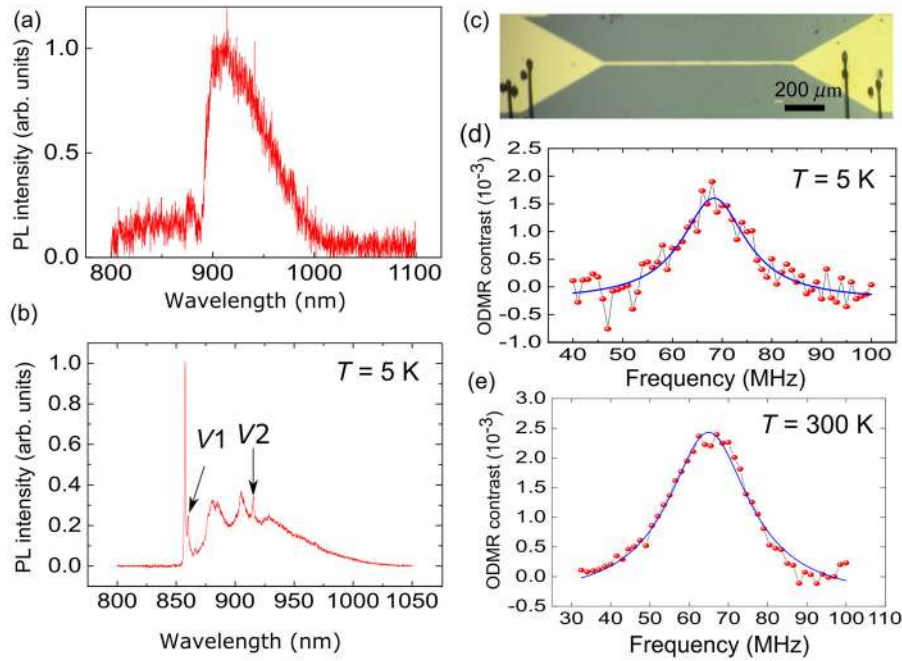 (a)
PL intensity (arb. units)
1.0
0.5
0.0
800 900 1000 1100
Wavelength (nm)
(b)
PL intensity (arb. units)
T = 5 K
1.0
0.8
0.6
0.4
0.2
0.0
V1
V2
800 850 900 950 1000 1050
Wavelength (nm)
(c)
200 μm
(d)
ODMR contrast (10⁻³)
T = 5 K
2.5
2.0
1.5
1.0
0.5
0.0
-0.5
-1.0
40 50 60 70 80 90 100
Frequency (MHz)
(e)
ODMR contrast (10⁻³)
T = 300 K
3.0
2.5
2.0
1.5
1.0
0.5
0.0
-0.5
30 40 50 60 70 80 90 100 110
Frequency (MHz)